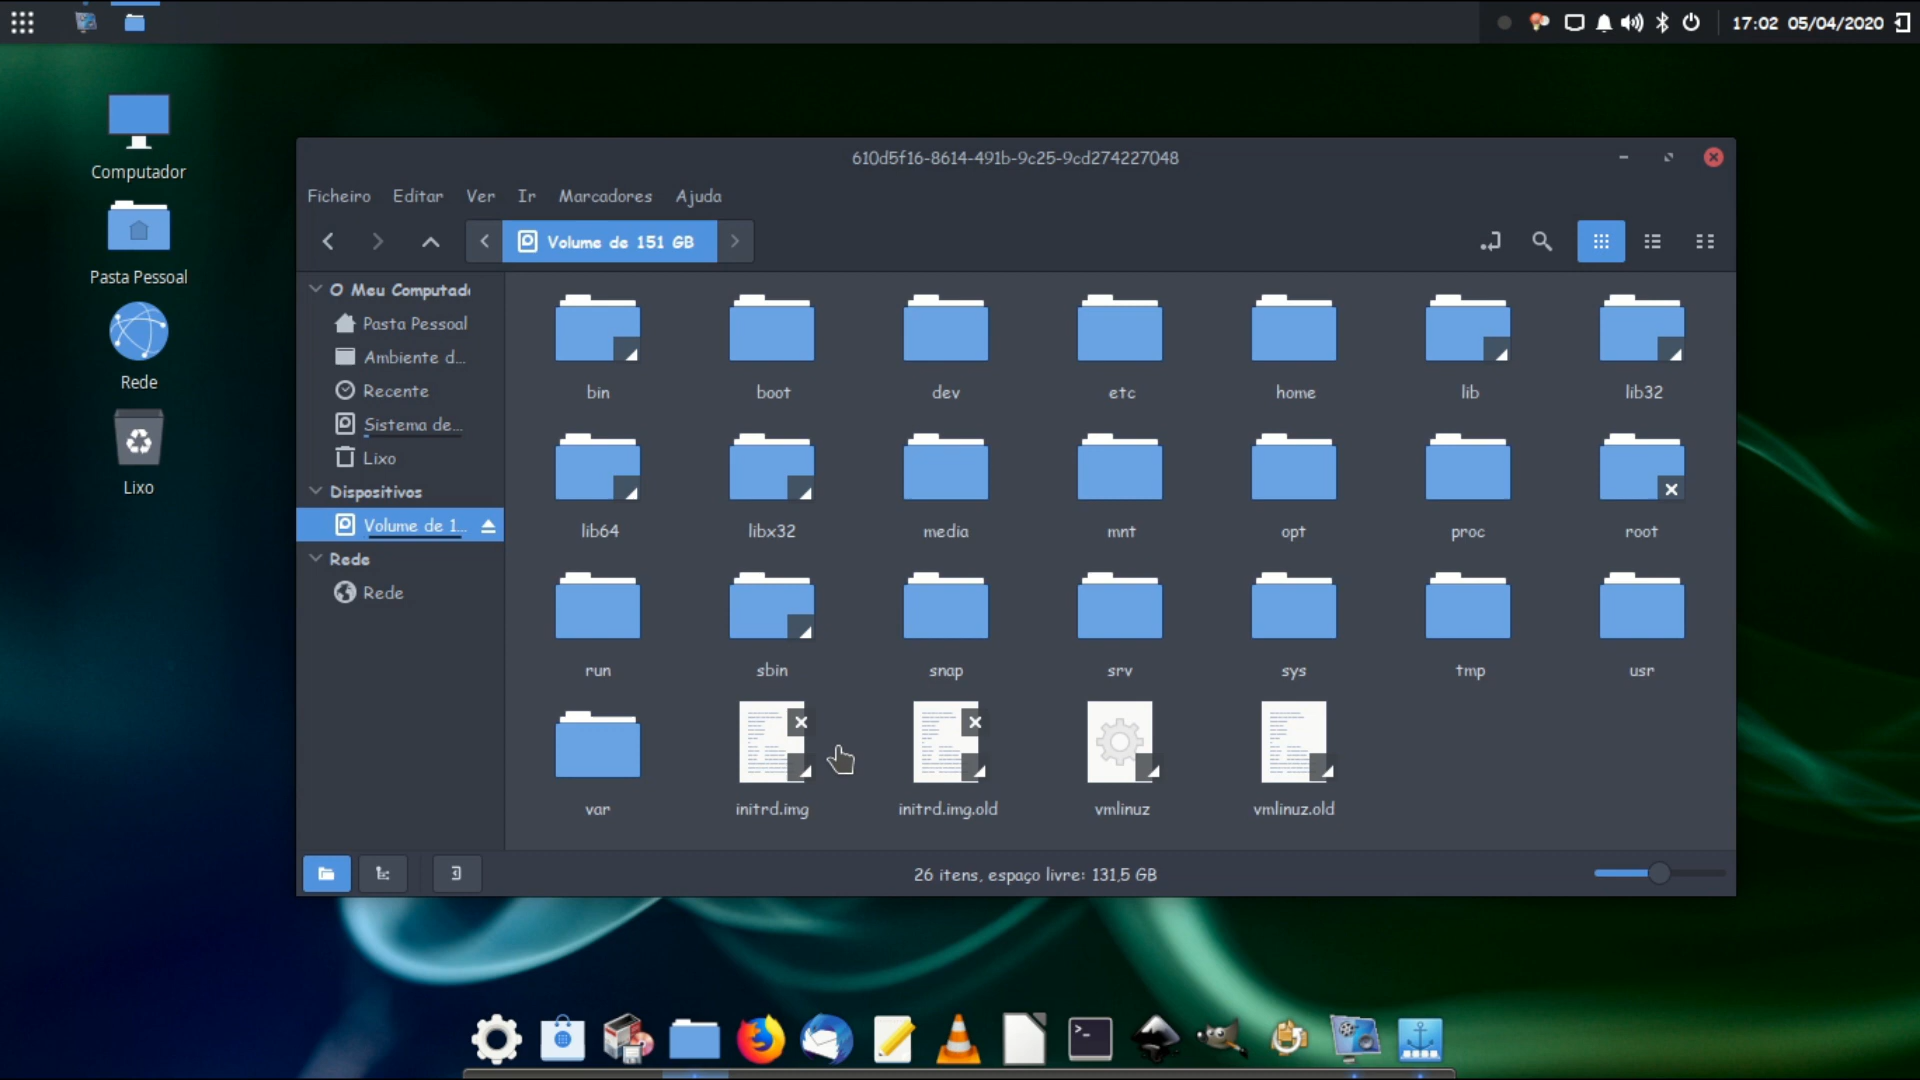 17:02 05/04/2020
Computador
Pasta Pessoal
Rede
Lixo
610d5f16-8614-491b-9c25-9cd274227048
Ficheiro Editar Ver Ir Marcadores Ajuda
Volume de 151 GB
O Meu Computad
Pasta Pessoal
Ambiente d...
Recente
Sistema de...
Lixo
Dispositivos
Volume de 1...
Rede
Rede
bin boot dev etc home lib lib32
lib64 libx32 media mnt opt proc root
run sbin snap srv sys tmp usr
var initrd.img initrd.img.old vmlinuz vmlinuz.old
26 itens, espaço livre: 131,5 GB